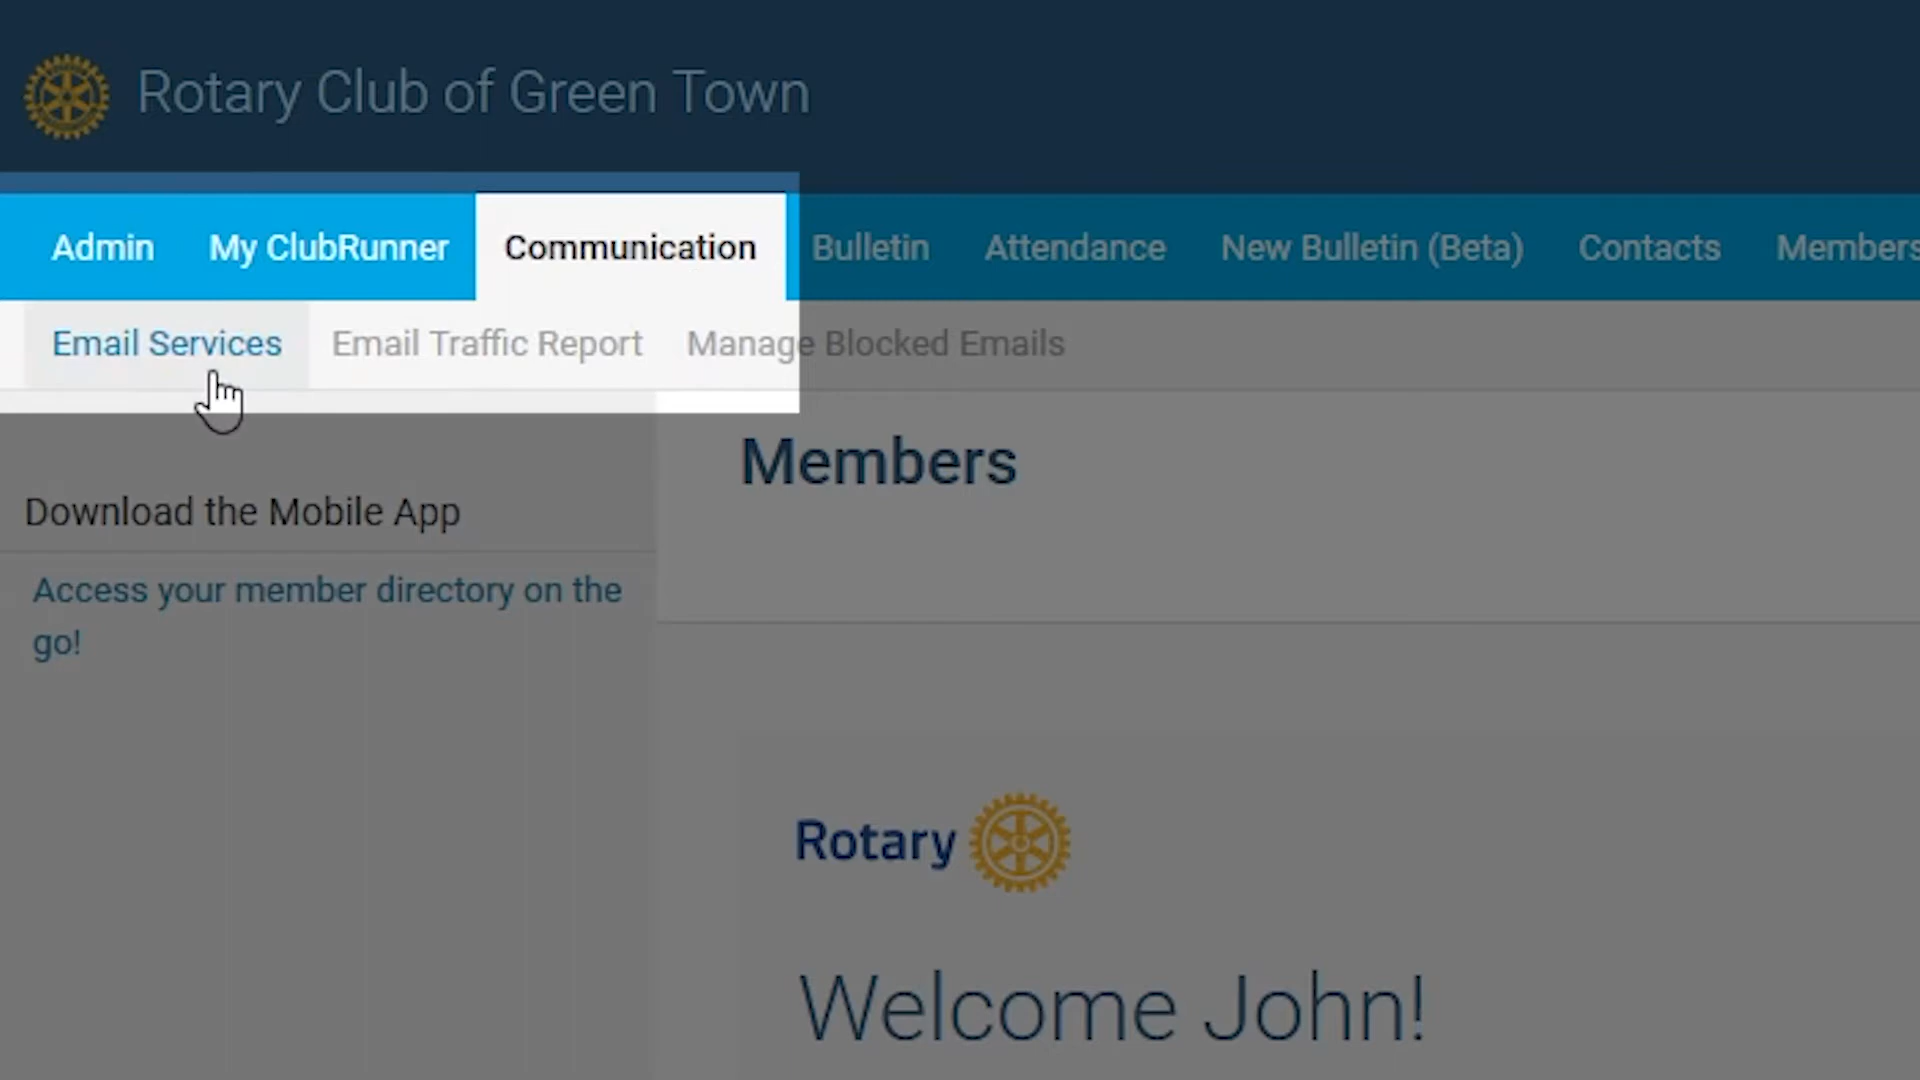 Rotary Club of Green Town
Admin My ClubRunner Communication Bulletin Attendance New Bulletin (Beta) Contacts Members
Email Services Email Traffic Report Manage Blocked Emails
Members
Download the Mobile App
Access your member directory on the
go!
Rotary
Welcome John!